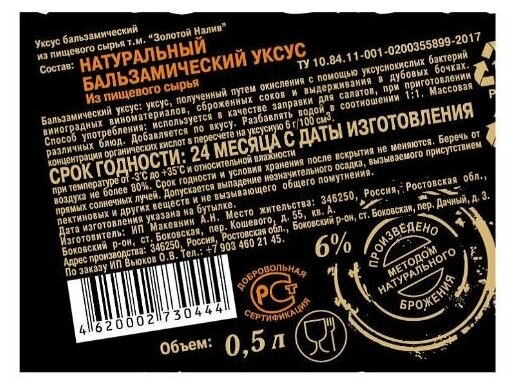 Уксус бальзамический
из пищевого сырья т.м. "Золотой Налив"
Состав: НАТУРАЛЬНЫЙ
БАЛЬЗАМИЧЕСКИЙ УКСУС
Из пищевого сырья
ТУ 10.84.11-001-0200355899-2017
Бальзамический уксус: уксус, полученный путем окисления с помощью уксуснокислых бактерий
виноградных виноматериалов, сброженных соков и выдерживания в дубовых бочках.
Способ употребления: используется в качестве заправки для салатов, при приготовлении
различных блюд. Добавляется по вкусу. Разбавлять водой в соотношении 1:1. Массовая
концентрация органических кислот в пересчете на уксусную 6 г/100 см3.
СРОК ГОДНОСТИ: 24 МЕСЯЦА С ДАТЫ ИЗГОТОВЛЕНИЯ
при температуре от -3°С до +35°С и относительной влажности
воздуха не более 80%. Срок годности и условия хранения после вскрытия не меняются. Беречь от
прямых солнечных лучей. Допускается выпадение незначительного осадка, вызываемого присутствием
пектиновых и других веществ и не вызывающего общего помутнения.
Дата изготовления указана на бутылке.
Изготовитель: ИП Макевнин А.Н. Место жительства: 346250, Россия, Ростовская обл.,
Боковский р-он, ст. Боковская, пер. Кошевого, д. 55, кв. А.
Адрес производства: 346250, Россия, Ростовская обл., Боковский р-он, ст. Боковская, пер. Дачный, д. 3.
По заказу ИП Вьюков О.В. Тел.: +7 903 460 21 45.
6%
ПРОИЗВЕДЕНО
МЕТОДОМ
НАТУРАЛЬНОГО
БРОЖЕНИЯ
ДОБРОВОЛЬНАЯ
РСТ
СЕРТИФИКАЦИЯ
4620002730444
Объем: 0,5 л